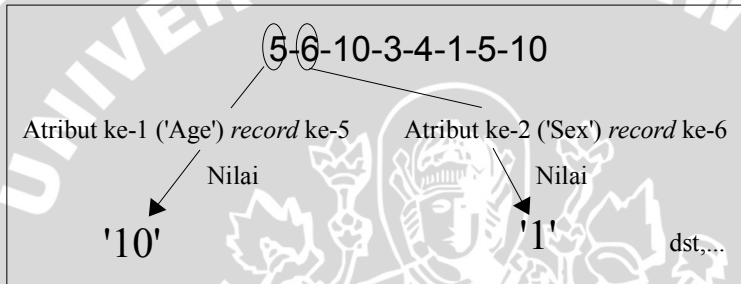 5-6-10-3-4-1-5-10
Atribut ke-1 ('Age') record ke-5 Atribut ke-2 ('Sex') record ke-6
Nilai Nilai
'10' '1' dst,...